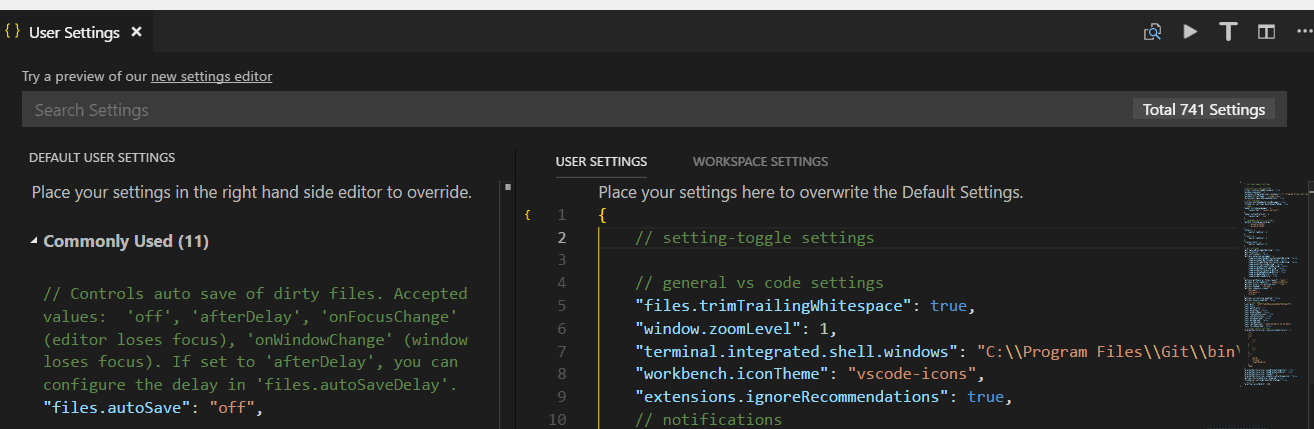 { } User Settings ×
T
Try a preview of our new settings editor
Search Settings
Total 741 Settings
DEFAULT USER SETTINGS
Place your settings in the right hand side editor to override.
Commonly Used (11)
// Controls auto save of dirty files. Accepted
values:  'off', 'afterDelay', 'onFocusChange'
(editor loses focus), 'onWindowChange' (window
loses focus). If set to 'afterDelay', you can
configure the delay in 'files.autoSaveDelay'.
"files.autoSave": "off",
USER SETTINGS
WORKSPACE SETTINGS
Place your settings here to overwrite the Default Settings.
{ 1 {
2 // setting-toggle settings
3
4 // general vs code settings
5 "files.trimTrailingWhitespace": true,
6 "window.zoomLevel": 1,
7 "terminal.integrated.shell.windows": "C:\\Program Files\\Git\\bin\
8 "workbench.iconTheme": "vscode-icons",
9 "extensions.ignoreRecommendations": true,
10 // notifications